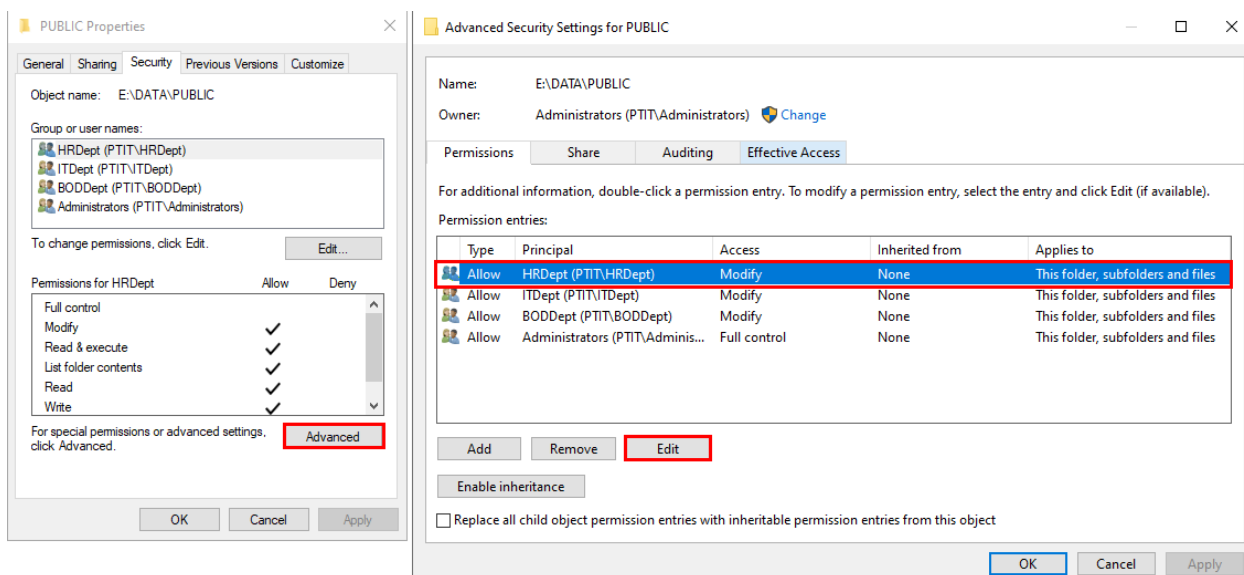 PUBLIC Properties
General Sharing Security Previous Versions Customize
Object name: E:\DATA\PUBLIC
Group or user names:
HRDept (PTIT\HRDept)
ITDept (PTIT\ITDept)
BODDept (PTIT\BODDept)
Administrators (PTIT\Administrators)
To change permissions, click Edit.
Edit...
Permissions for HRDept Allow Deny
Full control
Modify
Read & execute
List folder contents
Read
Write
For special permissions or advanced settings,
click Advanced.
Advanced
OK Cancel Apply
Advanced Security Settings for PUBLIC
Name: E:\DATA\PUBLIC
Owner: Administrators (PTIT\Administrators) Change
Permissions Share Auditing Effective Access
For additional information, double-click a permission entry. To modify a permission entry, select the entry and click Edit (if available).
Permission entries:
Type Principal Access Inherited from Applies to
Allow HRDept (PTIT\HRDept) Modify None This folder, subfolders and files
Allow ITDept (PTIT\ITDept) Modify None This folder, subfolders and files
Allow BODDept (PTIT\BODDept) Modify None This folder, subfolders and files
Allow Administrators (PTIT\Adminis... Full control None This folder, subfolders and files
Add Remove Edit
Enable inheritance
Replace all child object permission entries with inheritable permission entries from this object
OK Cancel Apply